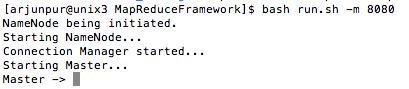 [arjunpur@unix3 MapReduceFramework]$ bash run.sh -m 8080
NameNode being initiated.
Starting NameNode...
Connection Manager started...
Starting Master...
Master ->